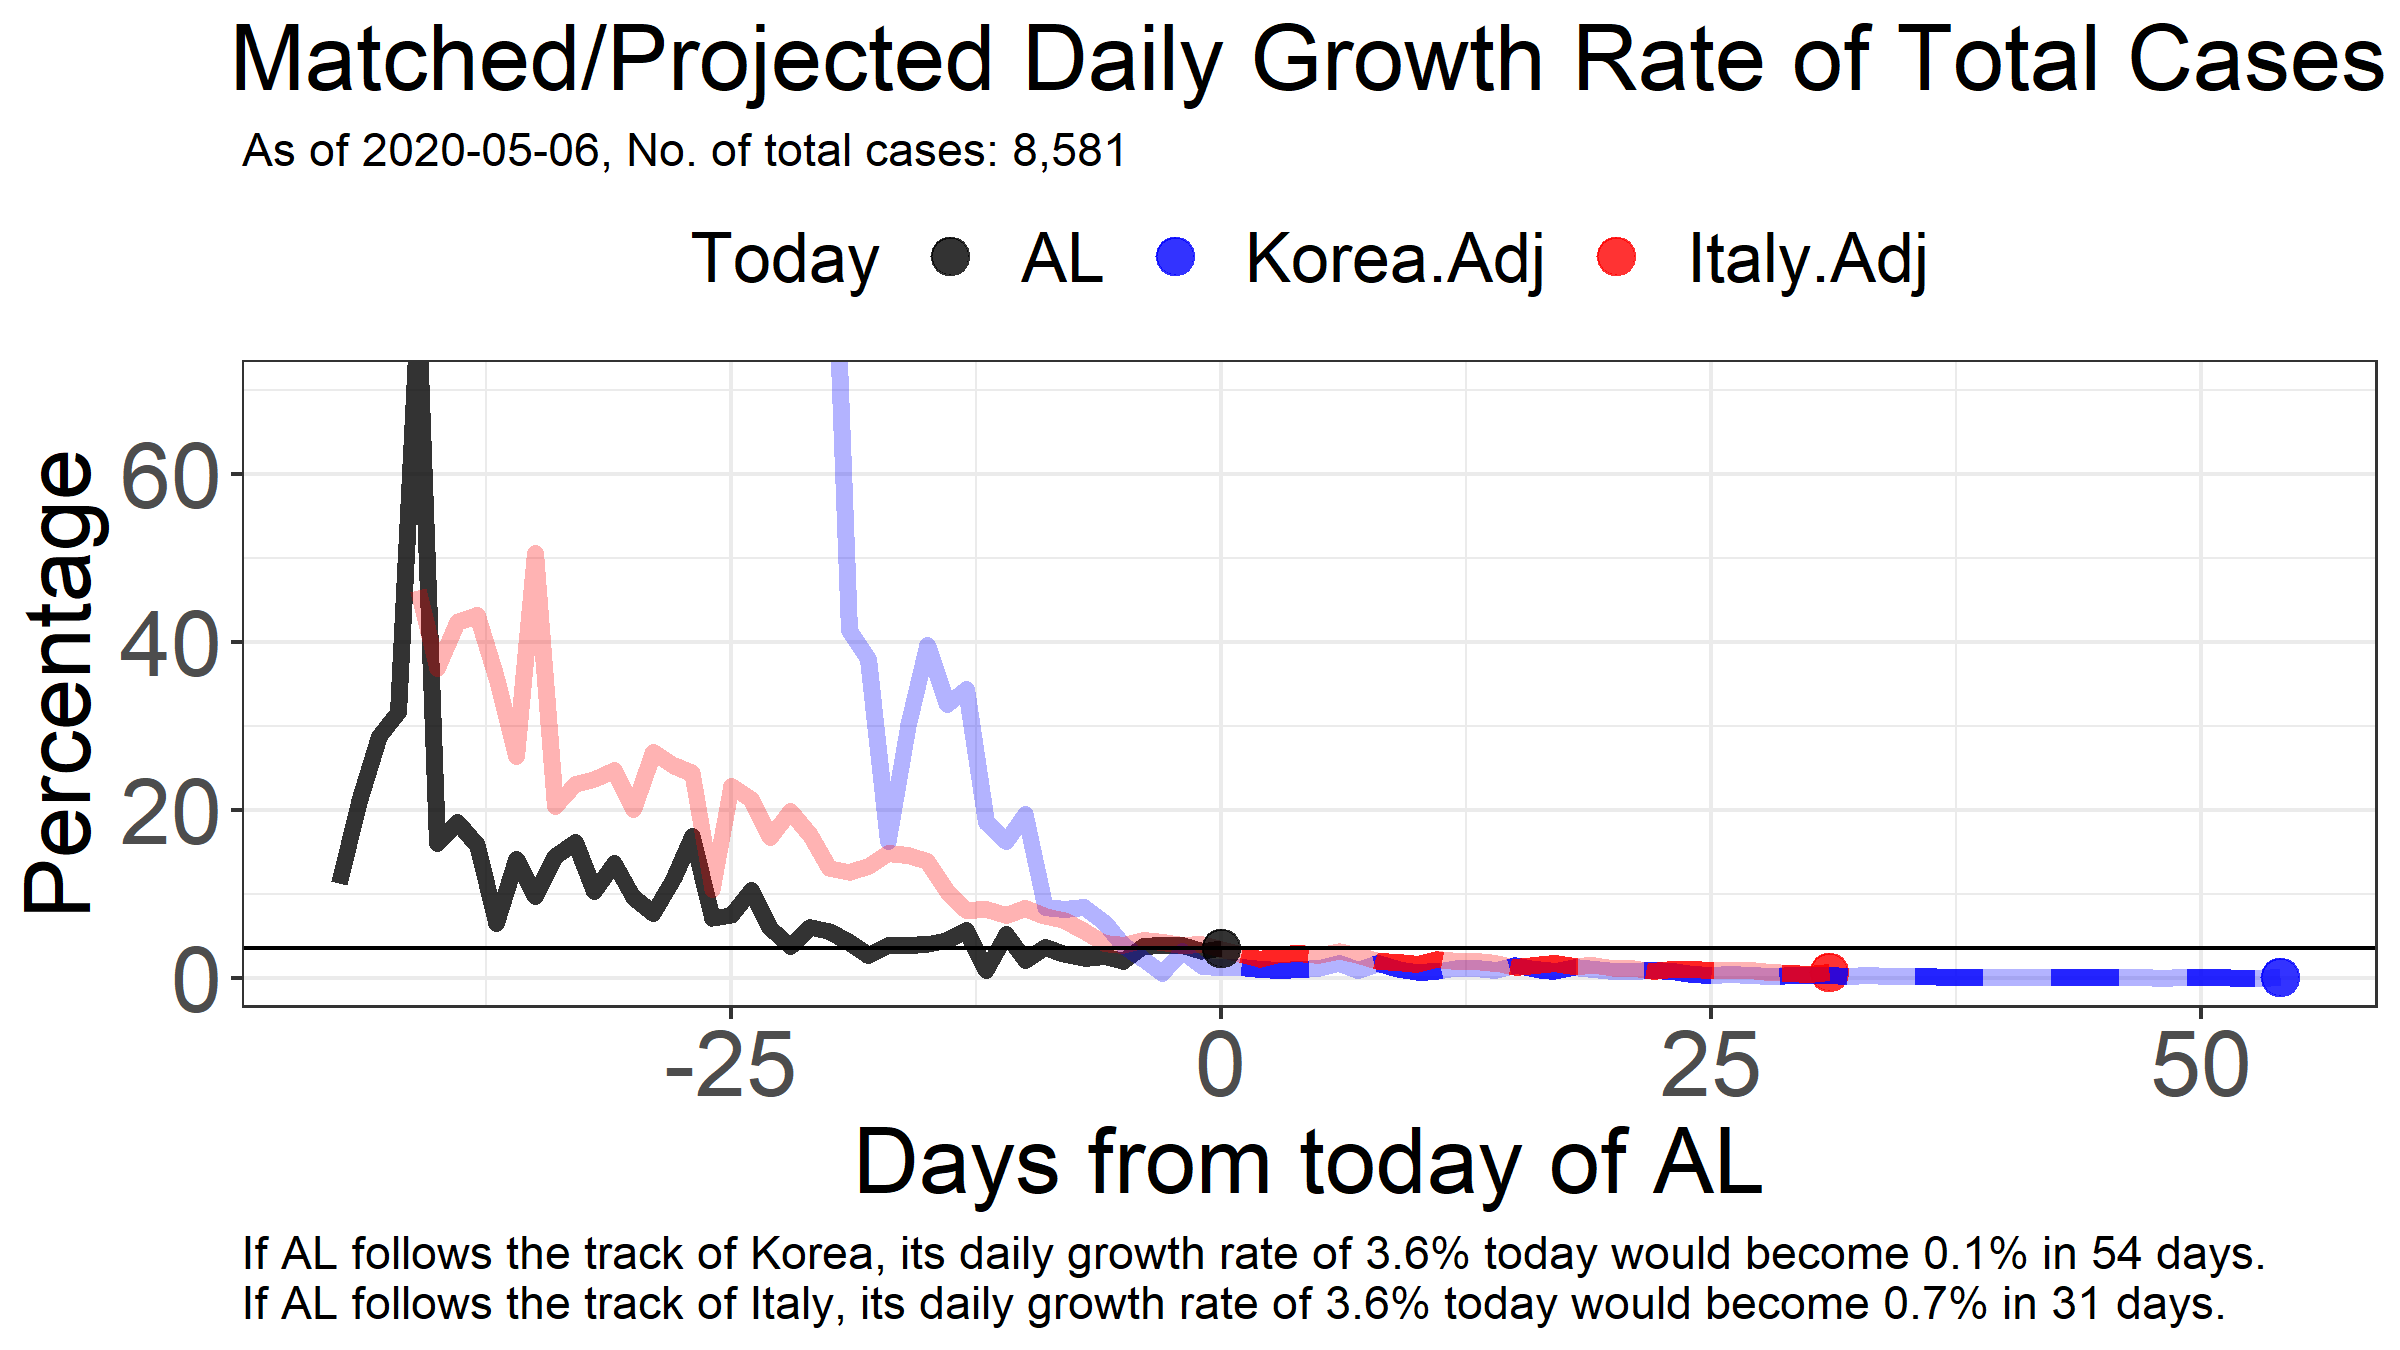 Matched/Projected Daily Growth Rate of Total Cases
As of 2020-05-06, No. of total cases: 8,581
Today AL Korea.Adj Italy.Adj
Percentage
60
40
20
0
-25 0 25 50
Days from today of AL
If AL follows the track of Korea, its daily growth rate of 3.6% today would become 0.1% in 54 days.
If AL follows the track of Italy, its daily growth rate of 3.6% today would become 0.7% in 31 days.